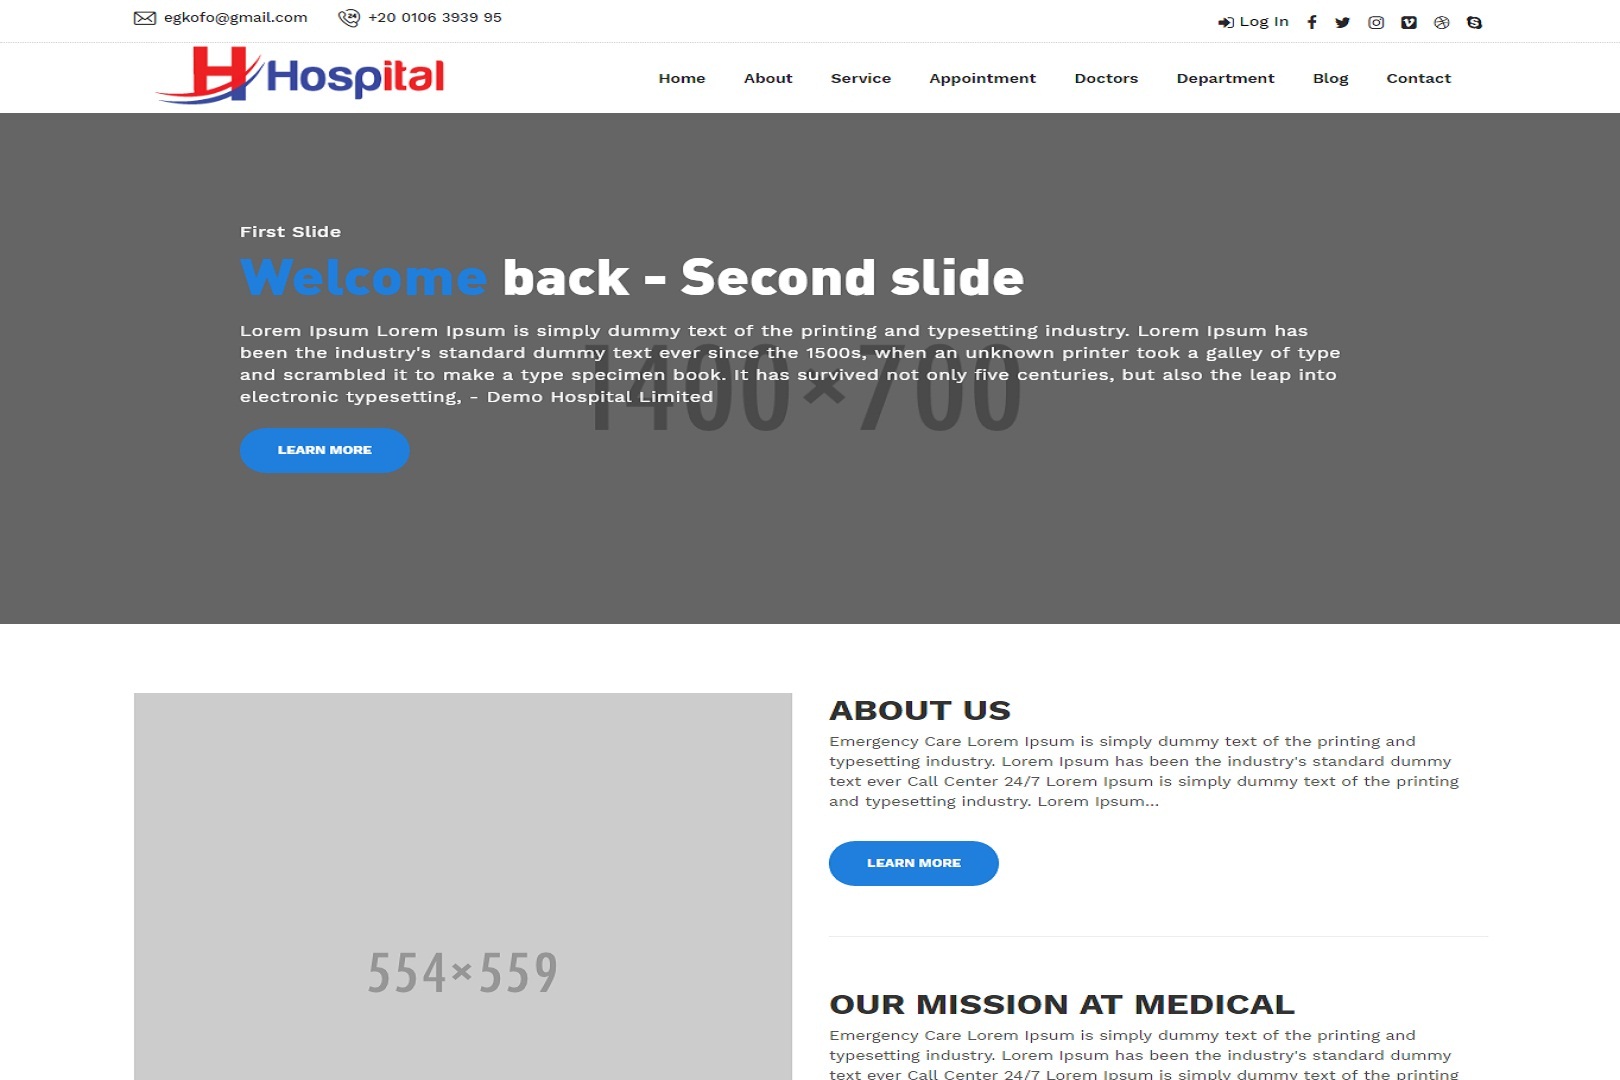 egkofo@gmail.com +20 0106 3939 95 Log In
Hospital
Home About Service Appointment Doctors Department Blog Contact
First Slide
Welcome back - Second slide
Lorem Ipsum Lorem Ipsum is simply dummy text of the printing and typesetting industry. Lorem Ipsum has
been the industry's standard dummy text ever since the 1500s, when an unknown printer took a galley of type
and scrambled it to make a type specimen book. It has survived not only five centuries, but also the leap into
electronic typesetting, - Demo Hospital Limited
1400×700
LEARN MORE
554×559
ABOUT US
Emergency Care Lorem Ipsum is simply dummy text of the printing and
typesetting industry. Lorem Ipsum has been the industry's standard dummy
text ever Call Center 24/7 Lorem Ipsum is simply dummy text of the printing
and typesetting industry. Lorem Ipsum...
LEARN MORE
OUR MISSION AT MEDICAL
Emergency Care Lorem Ipsum is simply dummy text of the printing and
typesetting industry. Lorem Ipsum has been the industry's standard dummy
text ever Call Center 24/7 Lorem Ipsum is simply dummy text of the printing